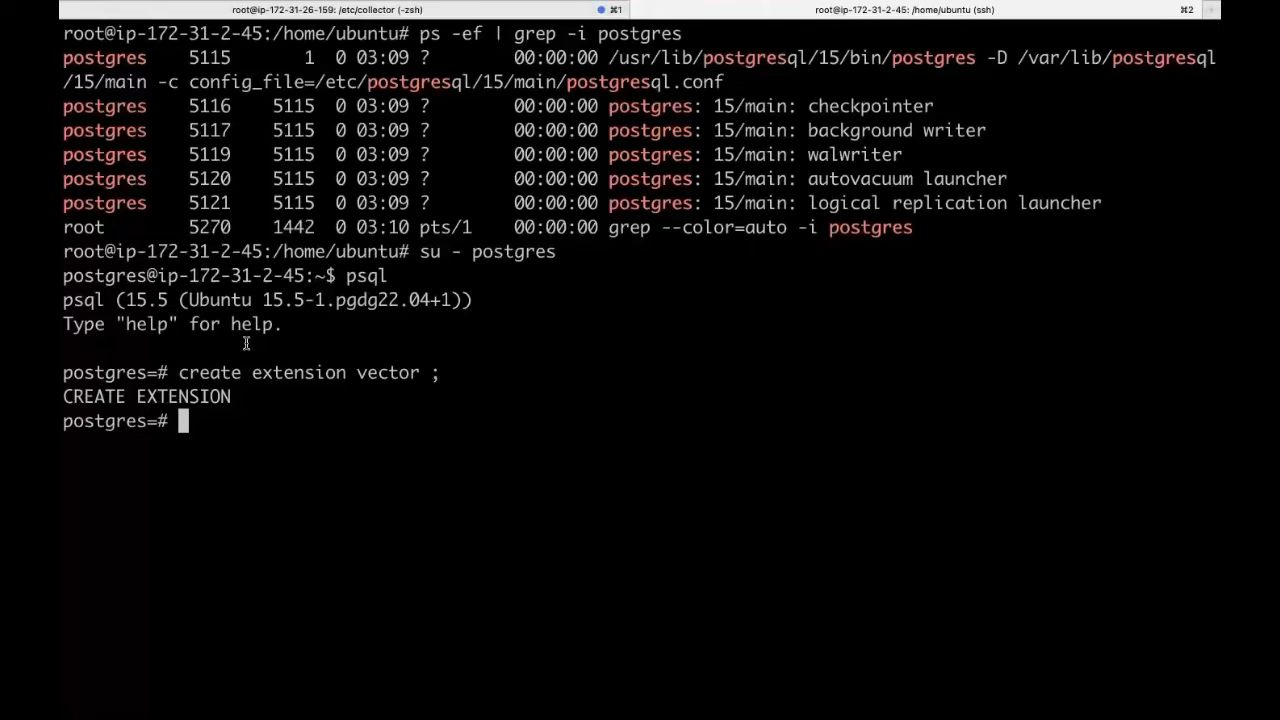 root@ip-172-31-26-159: /etc/collector (-zsh) ⌘1 root@ip-172-31-2-45: /home/ubuntu (ssh) ⌘2
root@ip-172-31-2-45:/home/ubuntu# ps -ef | grep -i postgres
postgres 5115 1 0 03:09 ? 00:00:00 /usr/lib/postgresql/15/bin/postgres -D /var/lib/postgresql
/15/main -c config_file=/etc/postgresql/15/main/postgresql.conf
postgres 5116 5115 0 03:09 ? 00:00:00 postgres: 15/main: checkpointer
postgres 5117 5115 0 03:09 ? 00:00:00 postgres: 15/main: background writer
postgres 5119 5115 0 03:09 ? 00:00:00 postgres: 15/main: walwriter
postgres 5120 5115 0 03:09 ? 00:00:00 postgres: 15/main: autovacuum launcher
postgres 5121 5115 0 03:09 ? 00:00:00 postgres: 15/main: logical replication launcher
root 5270 1442 0 03:10 pts/1 00:00:00 grep --color=auto -i postgres
root@ip-172-31-2-45:/home/ubuntu# su - postgres
postgres@ip-172-31-2-45:~$ psql
psql (15.5 (Ubuntu 15.5-1.pgdg22.04+1))
Type "help" for help.
postgres=# create extension vector ;
CREATE EXTENSION
postgres=#